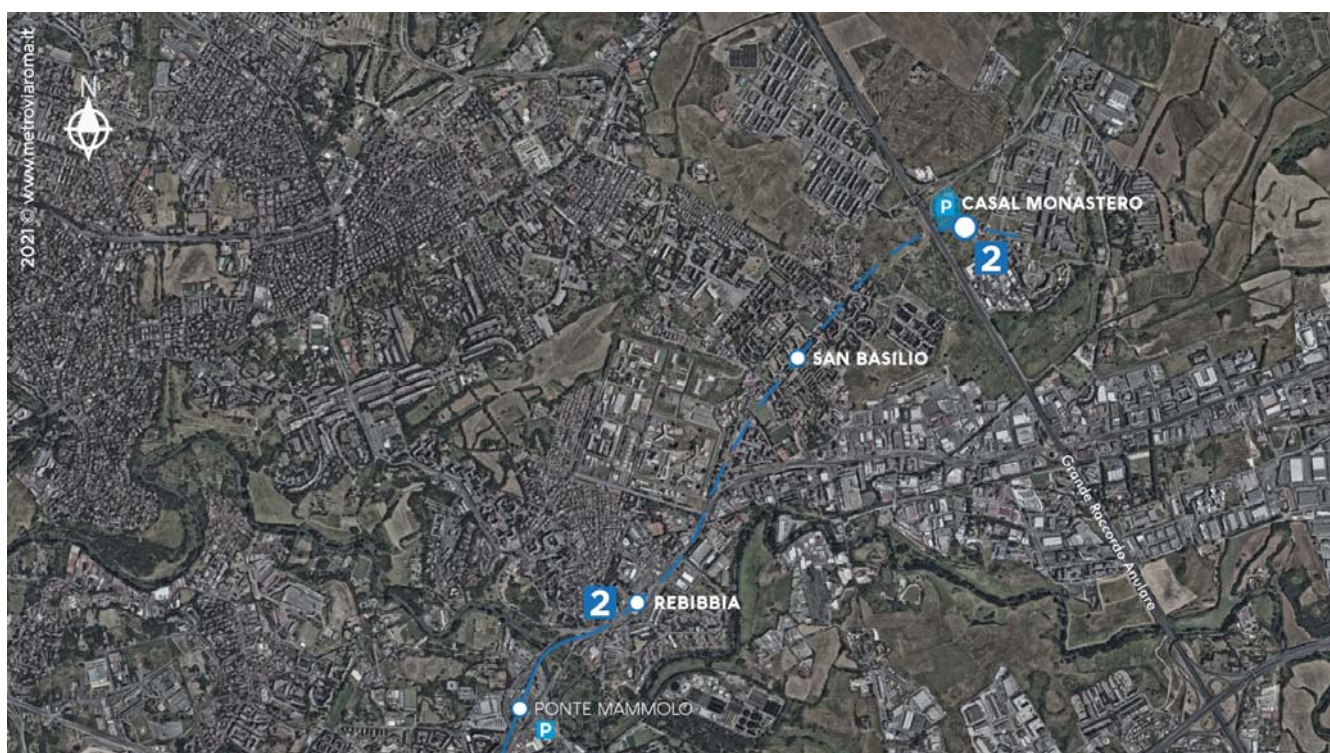 2021 © www.metroviaroma.it
N
P CASAL MONASTERO
2
SAN BASILIO
Grande Raccordo Anulare
2 REBIBBIA
PONTE MAMMOLO
P